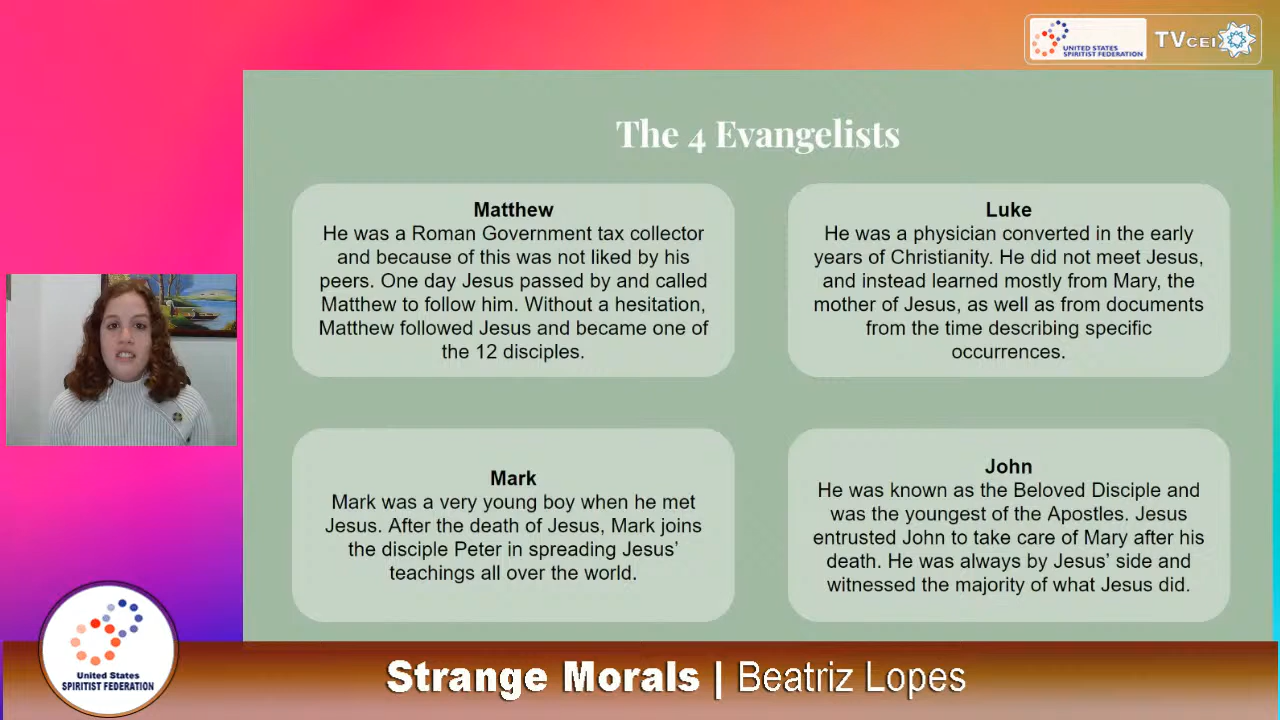 UNITED STATES
SPIRITIST FEDERATION
TVCEI
The 4 Evangelists
Matthew
He was a Roman Government tax collector
and because of this was not liked by his
peers. One day Jesus passed by and called
Matthew to follow him. Without a hesitation,
Matthew followed Jesus and became one of
the 12 disciples.
Luke
He was a physician converted in the early
years of Christianity. He did not meet Jesus,
and instead learned mostly from Mary, the
mother of Jesus, as well as from documents
from the time describing specific
occurrences.
Mark
Mark was a very young boy when he met
Jesus. After the death of Jesus, Mark joins
the disciple Peter in spreading Jesus’
teachings all over the world.
John
He was known as the Beloved Disciple and
was the youngest of the Apostles. Jesus
entrusted John to take care of Mary after his
death. He was always by Jesus’ side and
witnessed the majority of what Jesus did.
United States
SPIRITIST FEDERATION
Strange Morals | Beatriz Lopes